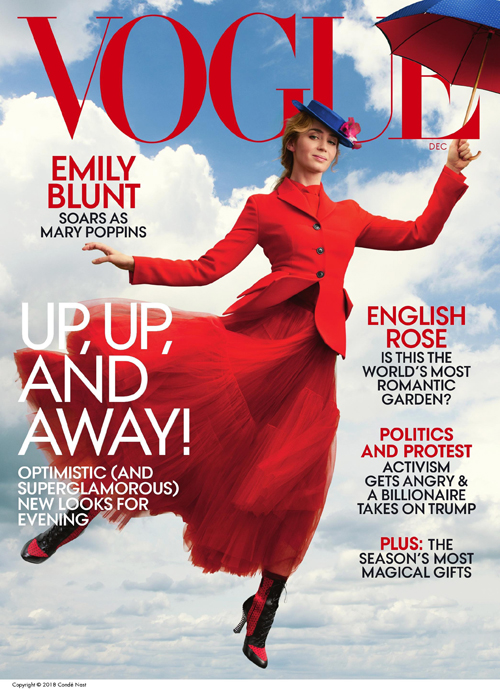 VOGUE
DEC
EMILY
BLUNT
SOARS AS
MARY POPPINS
UP, UP,
AND
AWAY!
OPTIMISTIC (AND
SUPERGLAMOROUS)
NEW LOOKS FOR
EVENING
ENGLISH
ROSE
IS THIS THE
WORLD'S MOST
ROMANTIC
GARDEN?
POLITICS
AND PROTEST
ACTIVISM
GETS ANGRY &
A BILLIONAIRE
TAKES ON TRUMP
PLUS: THE
SEASON'S MOST
MAGICAL GIFTS
Copyright © 2018 Condé Nast